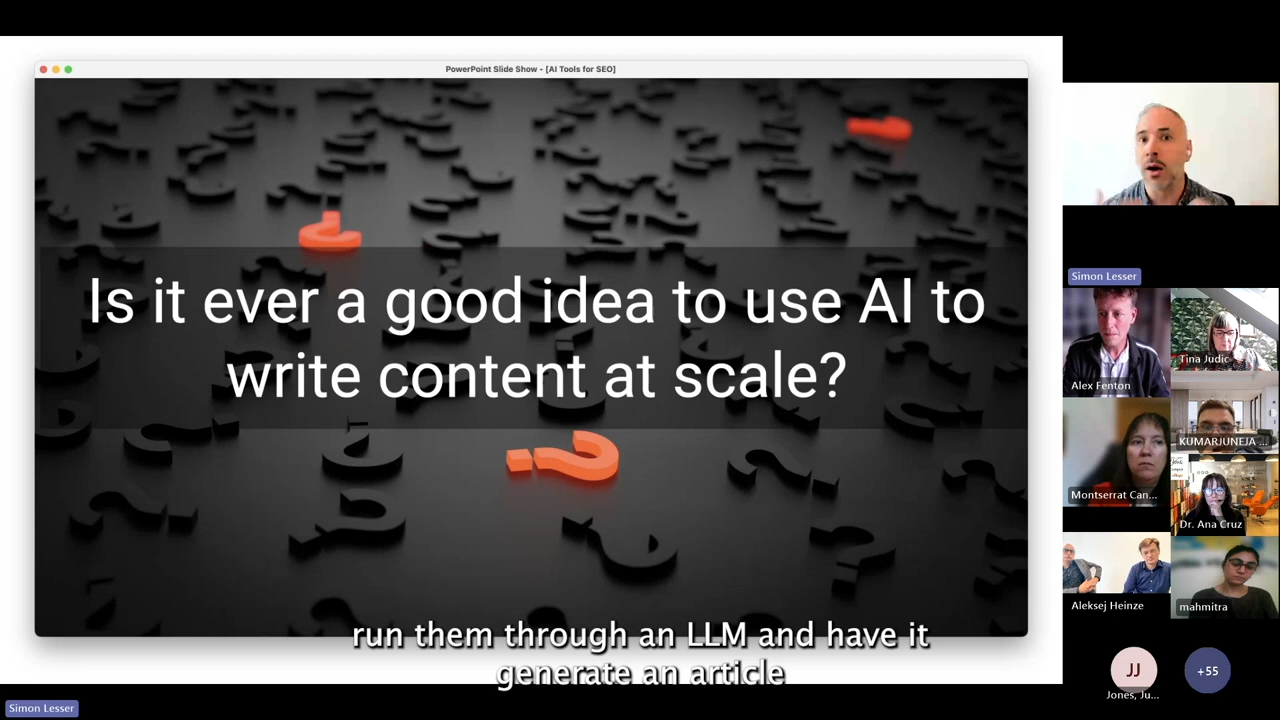 PowerPoint Slide Show - [AI Tools for SEO]
Is it ever a good idea to use AI to
write content at scale?
run them through an LLM and have it
generate an article
Simon Lesser
Simon Lesser
Alex Fenton
Tina Judic
KUMARJUNEJA ...
Montserrat Can...
Dr. Ana Cruz
Aleksej Heinze
mahmitra
JJ
Jones, Ju...
+55